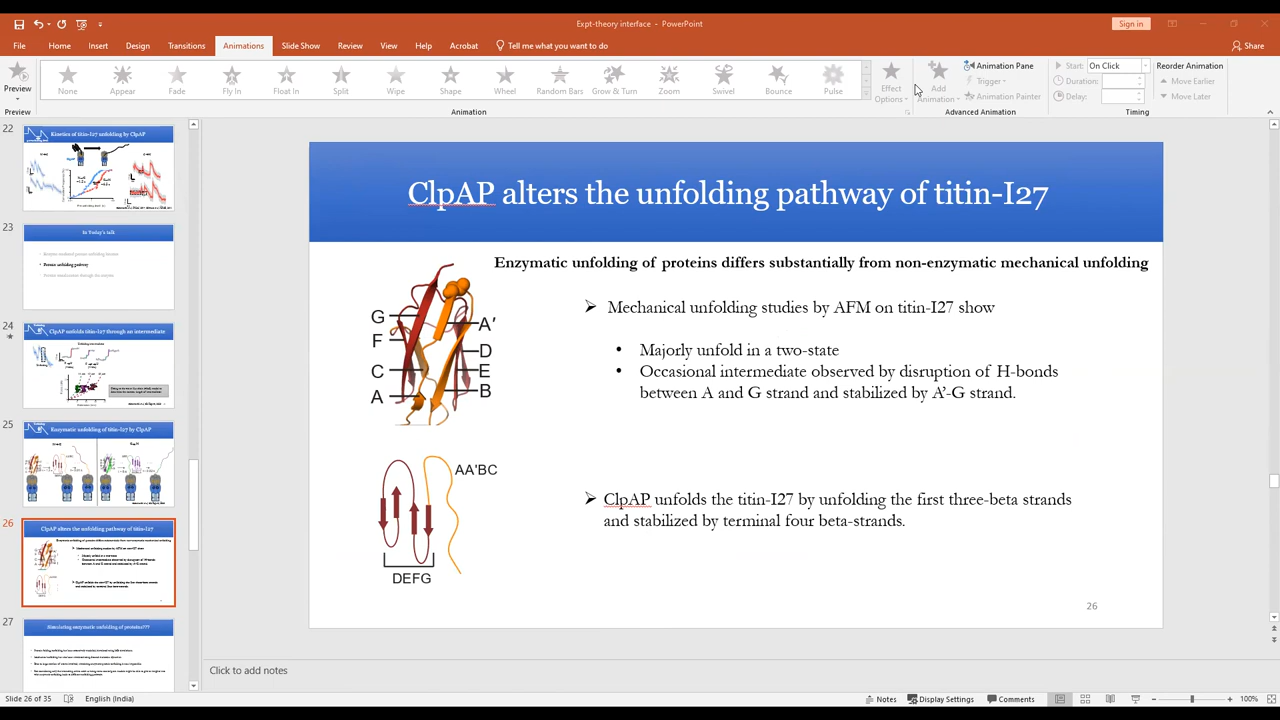 Expt-theory interface - PowerPoint
Sign in
File Home Insert Design Transitions Animations Slide Show Review View Help Acrobat Tell me what you want to do Share
Preview
None Appear Fade Fly In Float In Split Wipe Shape Wheel Random Bars Grow & Turn Zoom Swivel Bounce Pulse
Effect Options
Add Animation
Animation Pane
Trigger
Animation Painter
Start: On Click
Duration:
Delay:
Reorder Animation
Move Earlier
Move Later
Preview Animation Advanced Animation Timing
22
Kinetics of titin-I27 unfolding by ClpAP
23
In Today's talk
Protein unfolding pathway
24
ClpAP unfolds titin-I27 through an intermediate
25
Enzymatic unfolding of titin-I27 by ClpAP
26
ClpAP alters the unfolding pathway of titin-I27
27
Simulating enzymatic unfolding of proteins???
ClpAP alters the unfolding pathway of titin-I27
Enzymatic unfolding of proteins differs substantially from non-enzymatic mechanical unfolding
G
F
C
A
A′
D
E
B
➢ Mechanical unfolding studies by AFM on titin-I27 show
• Majorly unfold in a two-state
• Occasional intermediate observed by disruption of H-bonds
between A and G strand and stabilized by A'-G strand.
AA'BC
DEFG
➢ ClpAP unfolds the titin-I27 by unfolding the first three-beta strands
and stabilized by terminal four beta-strands.
26
Click to add notes
Slide 26 of 35 English (India) Notes Display Settings Comments 100%